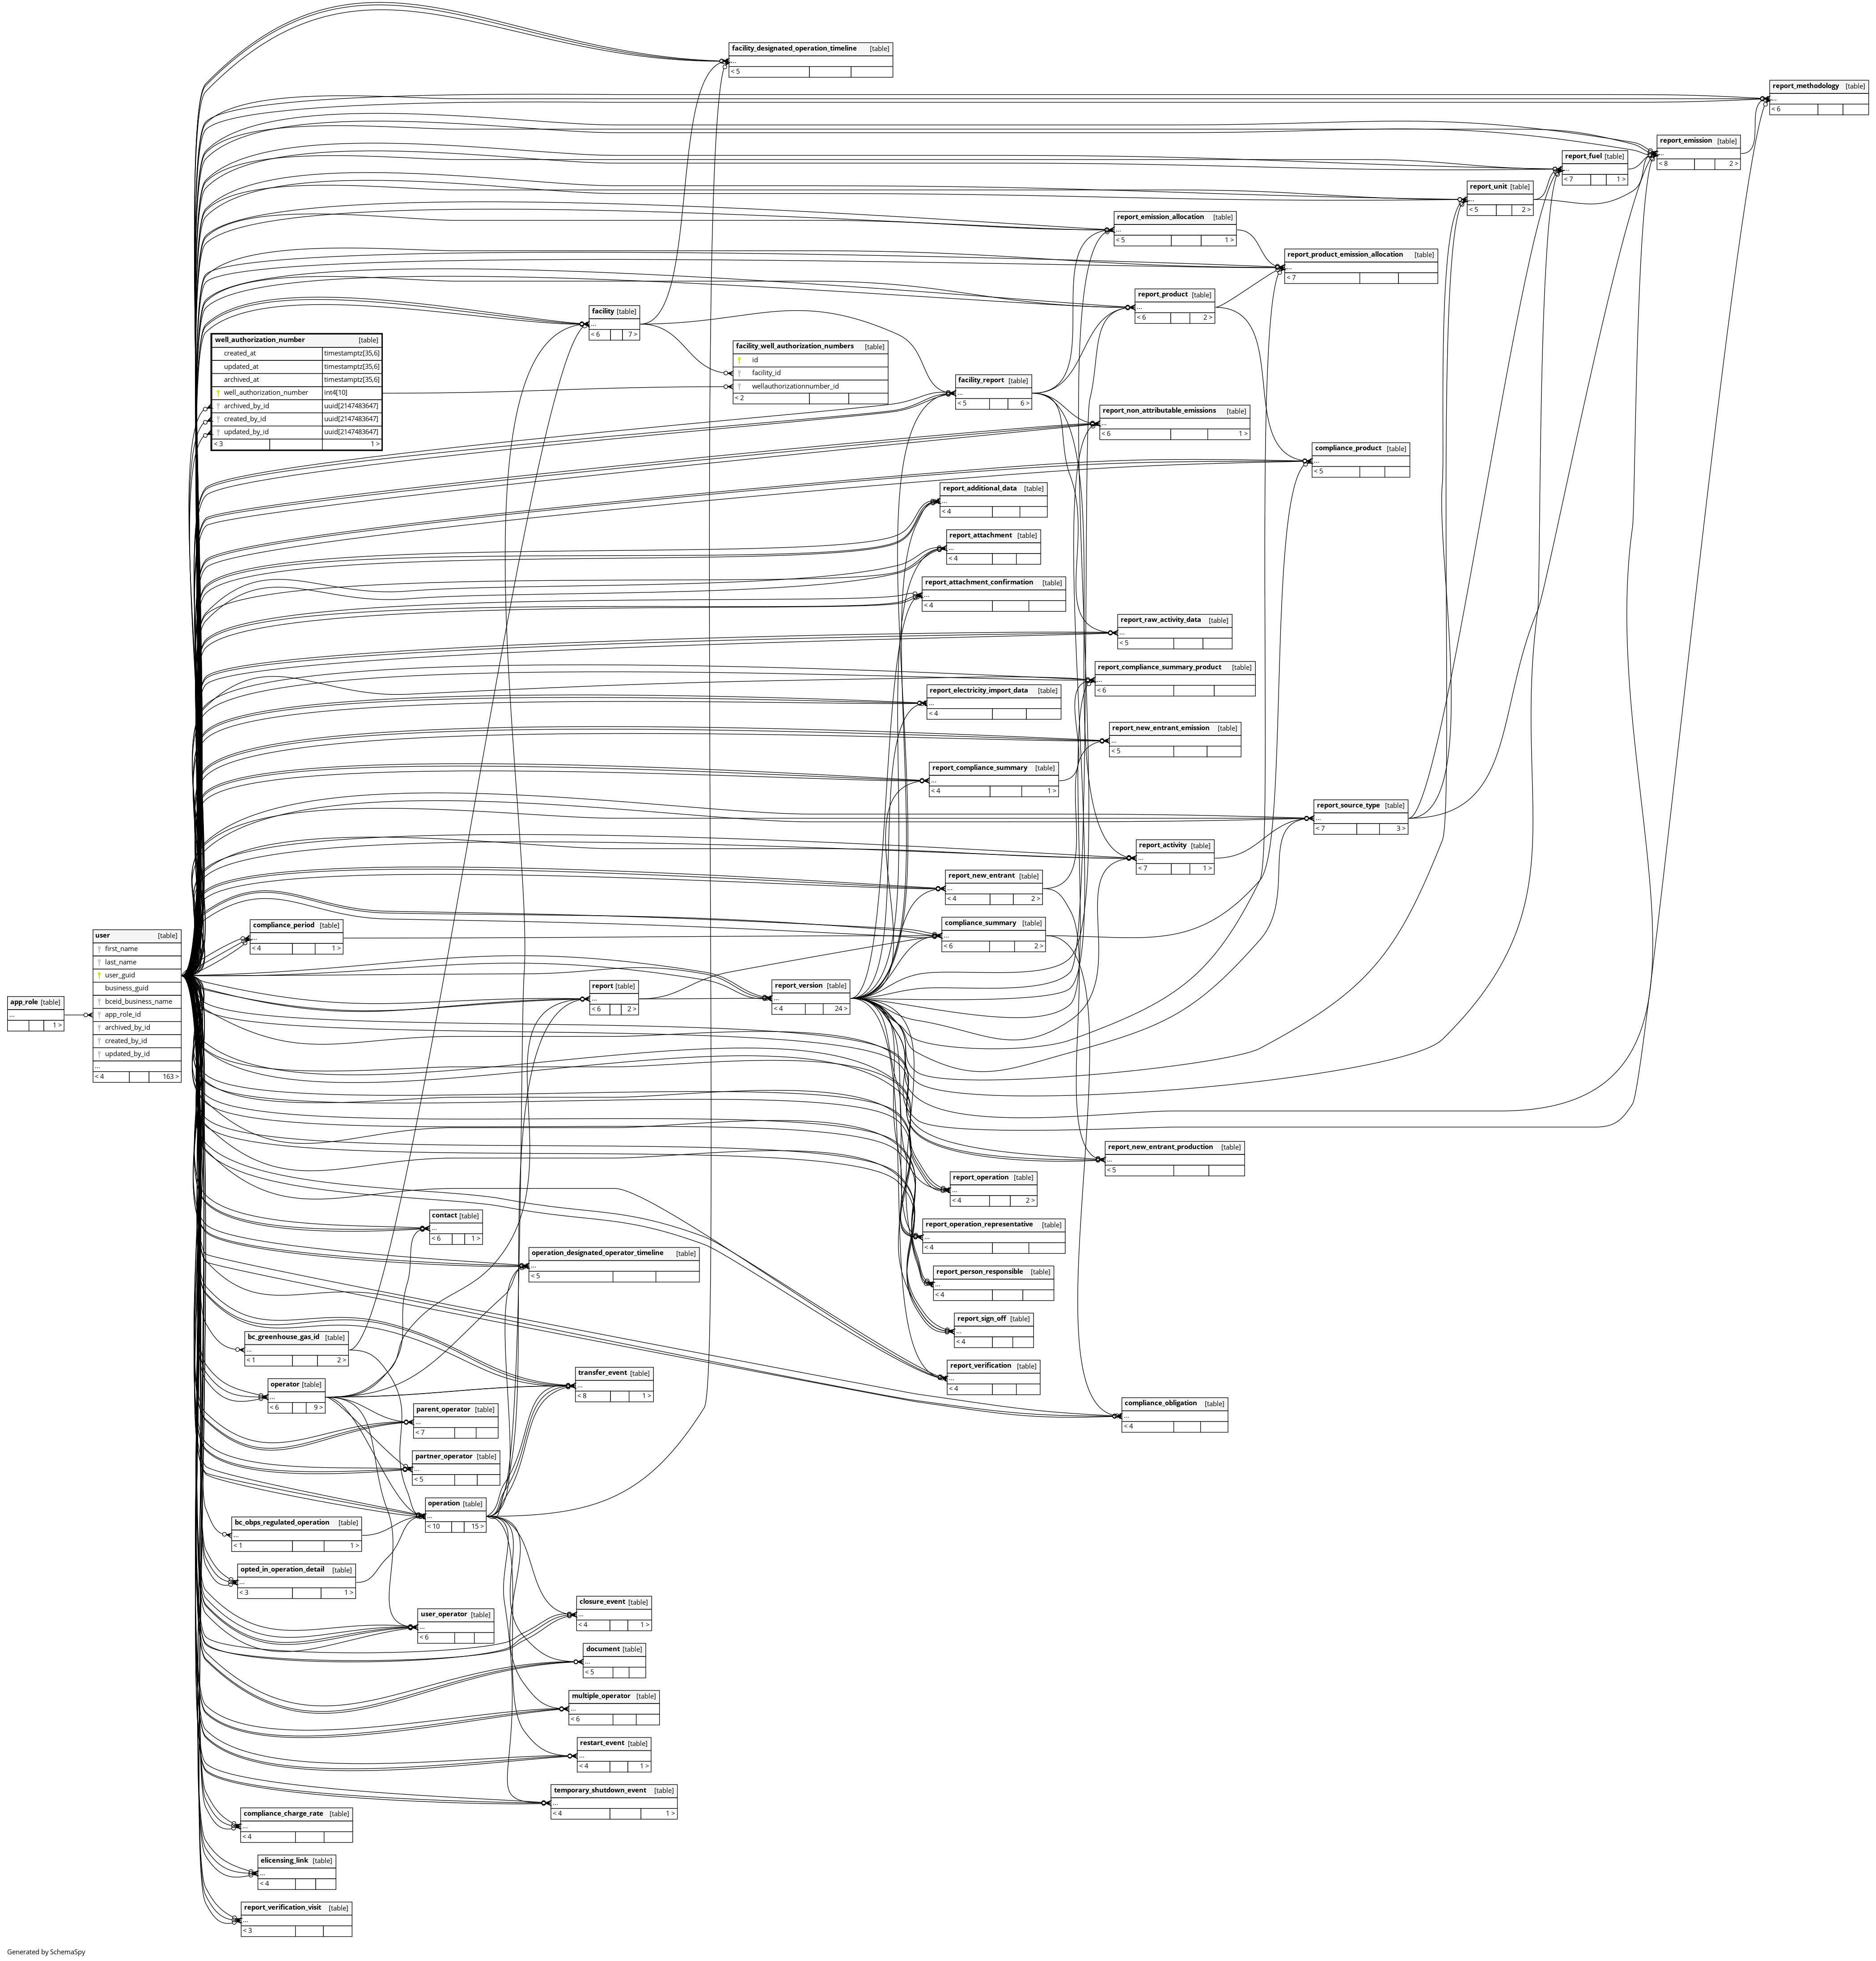 facility_designated_operation_timeline [table]
...
< 5
report_methodology [table]
...
< 6
report_emission [table]
...
< 8 2 >
report_fuel [table]
...
< 7 1 >
report_unit [table]
...
< 5 2 >
report_emission_allocation [table]
...
< 5 1 >
report_product_emission_allocation [table]
...
< 7
report_product [table]
...
< 6 2 >
facility [table]
...
< 6 7 >
well_authorization_number [table]
created_at timestamptz[35,6]
updated_at timestamptz[35,6]
archived_at timestamptz[35,6]
well_authorization_number int4[10]
archived_by_id uuid[2147483647]
created_by_id uuid[2147483647]
updated_by_id uuid[2147483647]
< 3 1 >
facility_well_authorization_numbers [table]
id
facility_id
wellauthorizationnumber_id
< 2
facility_report [table]
...
< 5 6 >
report_non_attributable_emissions [table]
...
< 6 1 >
compliance_product [table]
...
< 5
report_additional_data [table]
...
< 4
report_attachment [table]
...
< 4
report_attachment_confirmation [table]
...
< 4
report_raw_activity_data [table]
...
< 5
report_compliance_summary_product [table]
...
< 6
report_electricity_import_data [table]
...
< 4
report_new_entrant_emission [table]
...
< 5
report_compliance_summary [table]
...
< 4 1 >
report_source_type [table]
...
< 7 3 >
report_activity [table]
...
< 7 1 >
report_new_entrant [table]
...
< 4 2 >
compliance_summary [table]
...
< 6 2 >
compliance_period [table]
...
< 4 1 >
user [table]
first_name
last_name
user_guid
business_guid
bceid_business_name
app_role_id
archived_by_id
created_by_id
updated_by_id
...
< 4 163 >
app_role [table]
...
1 >
report [table]
...
< 6 2 >
report_version [table]
...
< 4 24 >
report_new_entrant_production [table]
...
< 5
report_operation [table]
...
< 4 2 >
contact [table]
...
< 6 1 >
report_operation_representative [table]
...
< 4
operation_designated_operator_timeline [table]
...
< 5
report_person_responsible [table]
...
< 4
report_sign_off [table]
...
< 4
bc_greenhouse_gas_id [table]
...
< 1 2 >
report_verification [table]
...
< 4
transfer_event [table]
...
< 8 1 >
operator [table]
...
< 6 9 >
compliance_obligation [table]
...
< 4
parent_operator [table]
...
< 7
partner_operator [table]
...
< 5
operation [table]
...
< 10 15 >
bc_obps_regulated_operation [table]
...
< 1 1 >
opted_in_operation_detail [table]
...
< 3 1 >
closure_event [table]
...
< 4 1 >
user_operator [table]
...
< 6
document [table]
...
< 5
multiple_operator [table]
...
< 6
restart_event [table]
...
< 4 1 >
temporary_shutdown_event [table]
...
< 4 1 >
compliance_charge_rate [table]
...
< 4
elicensing_link [table]
...
< 4
report_verification_visit [table]
...
< 3
Generated by SchemaSpy